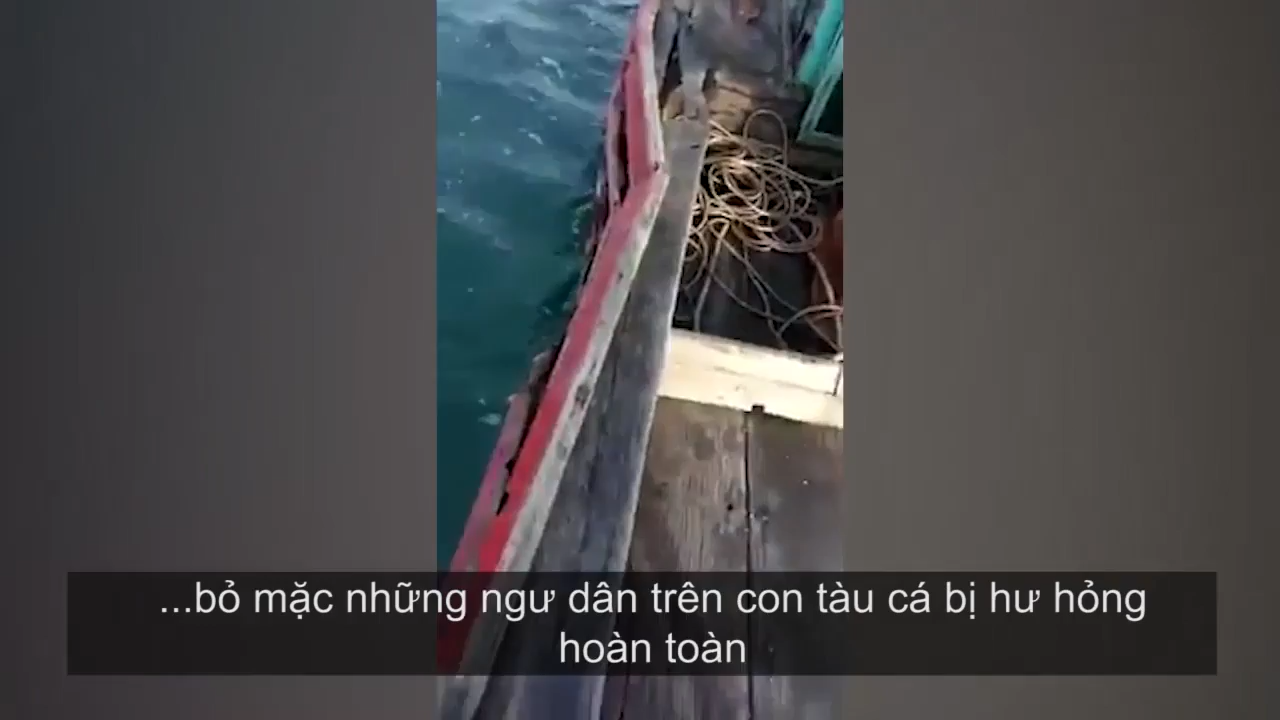 ...bỏ mặc những ngư dân trên con tàu cá bị hư hỏng
hoàn toàn